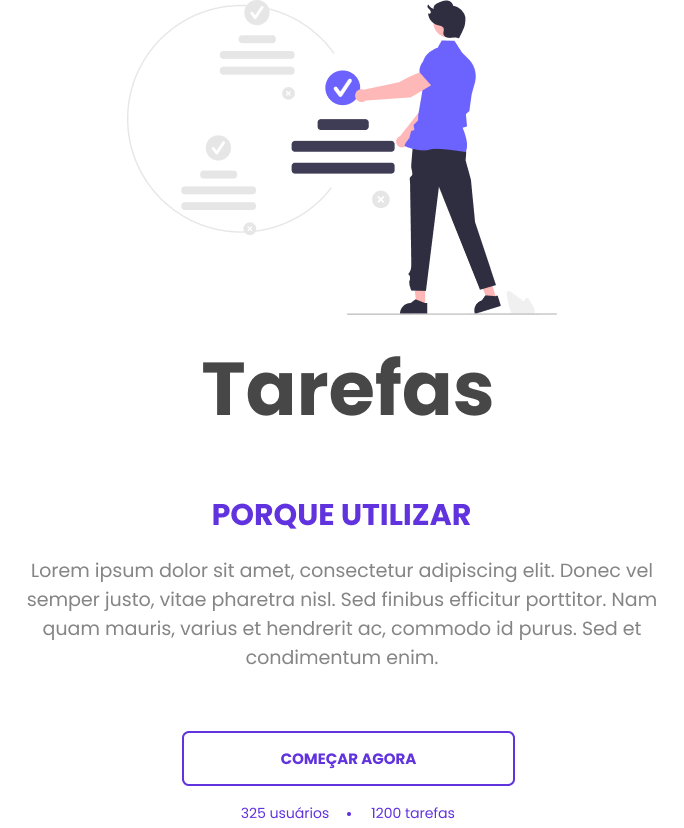 Tarefas
PORQUE UTILIZAR
Lorem ipsum dolor sit amet, consectetur adipiscing elit. Donec vel
semper justo, vitae pharetra nisl. Sed finibus efficitur porttitor. Nam
quam mauris, varius et hendrerit ac, commodo id purus. Sed et
condimentum enim.
COMEÇAR AGORA
325 usuários • 1200 tarefas